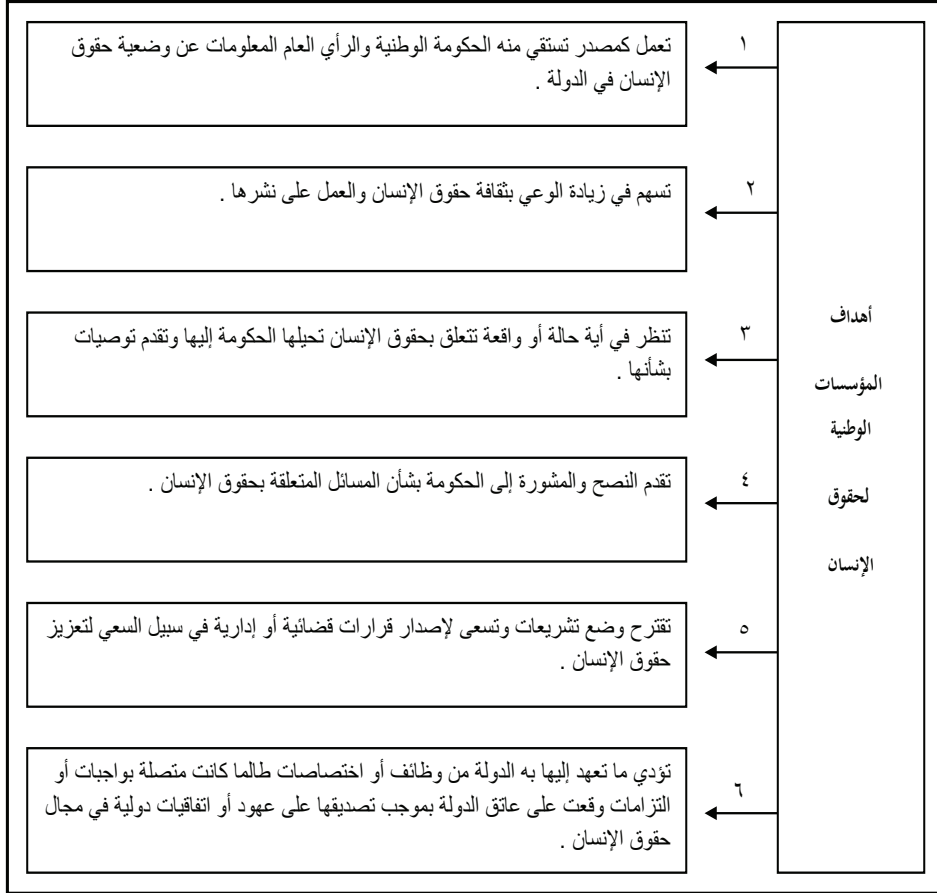 أهداف
المؤسسات
الوطنية
لحقوق
الإنسان
١
تعمل كمصدر تستقي منه الحكومة الوطنية والرأي العام المعلومات عن وضعية حقوق
الإنسان في الدولة .
٢
تسهم في زيادة الوعي بثقافة حقوق الإنسان والعمل على نشرها .
٣
تنظر في أية حالة أو واقعة تتعلق بحقوق الإنسان تحيلها الحكومة إليها وتقدم توصيات
بشأنها .
٤
تقدم النصح والمشورة إلى الحكومة بشأن المسائل المتعلقة بحقوق الإنسان .
٥
تقترح وضع تشريعات وتسعى لإصدار قرارات قضائية أو إدارية في سبيل السعي لتعزيز
حقوق الإنسان .
٦
تؤدي ما تعهد إليها به الدولة من وظائف أو اختصاصات طالما كانت متصلة بواجبات أو
التزامات وقعت على عاتق الدولة بموجب تصديقها على عهود أو اتفاقيات دولية في مجال
حقوق الإنسان .